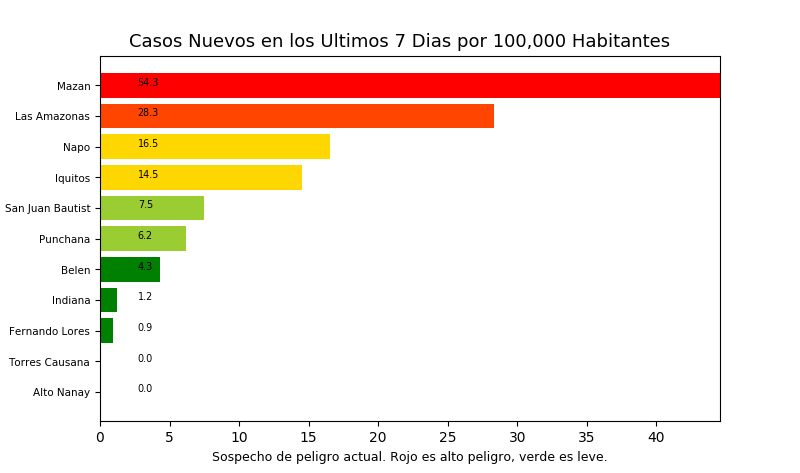 Casos Nuevos en los Ultimos 7 Dias por 100,000 Habitantes
Mazan 54.3
Las Amazonas 28.3
Napo 16.5
Iquitos 14.5
San Juan Bautist 7.5
Punchana 6.2
Belen 4.3
Indiana 1.2
Fernando Lores 0.9
Torres Causana 0.0
Alto Nanay 0.0
0 5 10 15 20 25 30 35 40
Sospecho de peligro actual. Rojo es alto peligro, verde es leve.